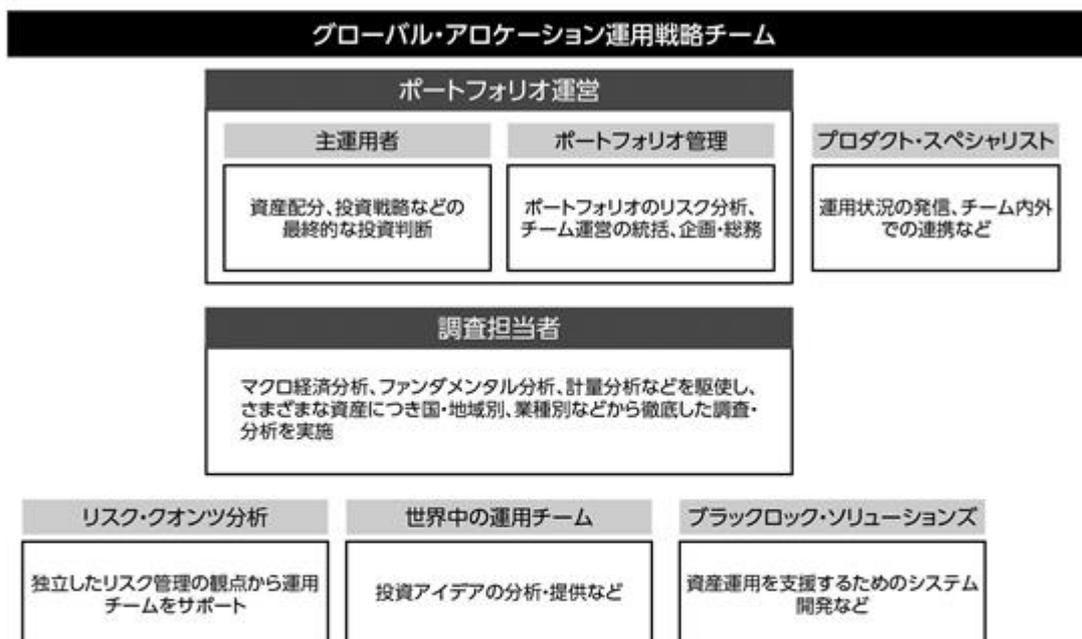 グローバル・アロケーション運用戦略チーム
ポートフォリオ運営
主運用者
資産配分、投資戦略などの
最終的な投資判断
ポートフォリオ管理
ポートフォリオのリスク分析、
チーム運営の統括、企画・総務
プロダクト・スペシャリスト
運用状況の発信、チーム内外
での連携など
調査担当者
マクロ経済分析、ファンダメンタル分析、計量分析などを駆使し、
さまざまな資産につき国・地域別、業種別などから徹底した調査・
分析を実施
リスク・クオンツ分析
独立したリスク管理の観点から運用
チームをサポート
世界中の運用チーム
投資アイデアの分析・提供など
ブラックロック・ソリューションズ
資産運用を支援するためのシステム
開発など